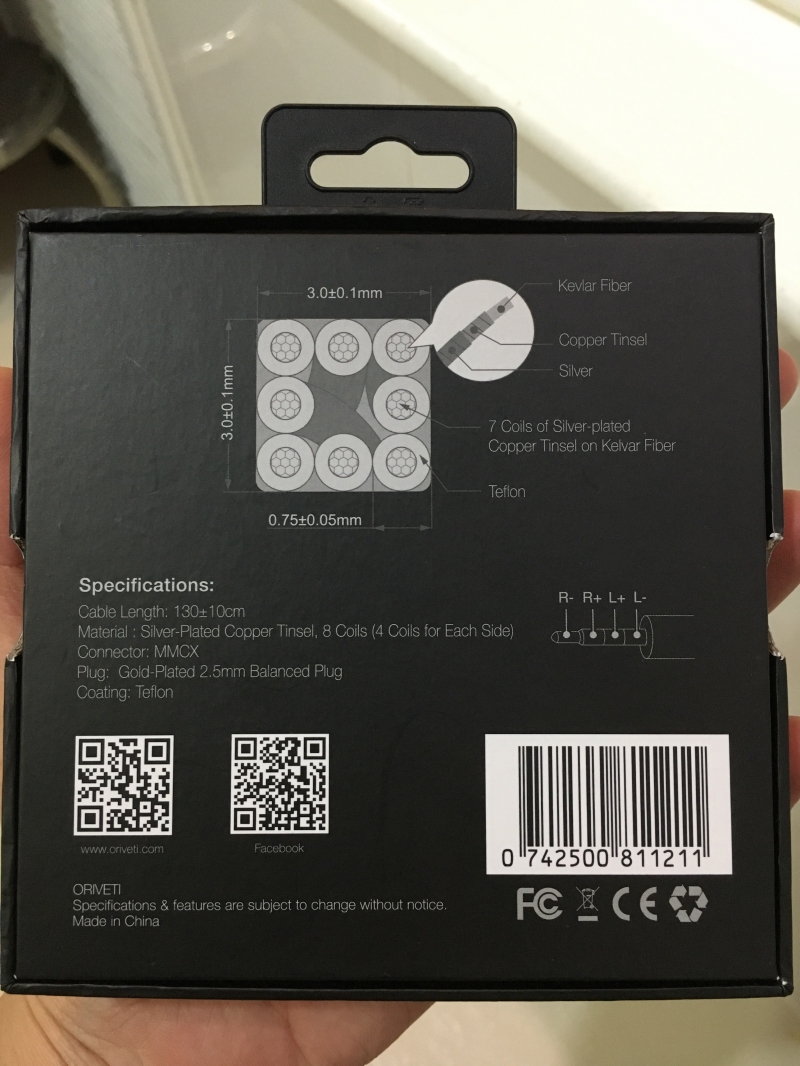 3.0±0.1mm
Kevlar Fiber
Copper Tinsel
Silver
3.0±0.1mm
7 Coils of Silver-plated
Copper Tinsel on Kelvar Fiber
Teflon
0.75±0.05mm
Specifications:
Cable Length: 130±10cm
Material : Silver-Plated Copper Tinsel, 8 Coils (4 Coils for Each Side)
Connector: MMCX
Plug: Gold-Plated 2.5mm Balanced Plug
Coating: Teflon
R- R+ L+ L-
www.oriveti.com
Facebook
0 742500 811211
ORIVETI
Specifications & features are subject to change without notice.
Made in China
FC CE